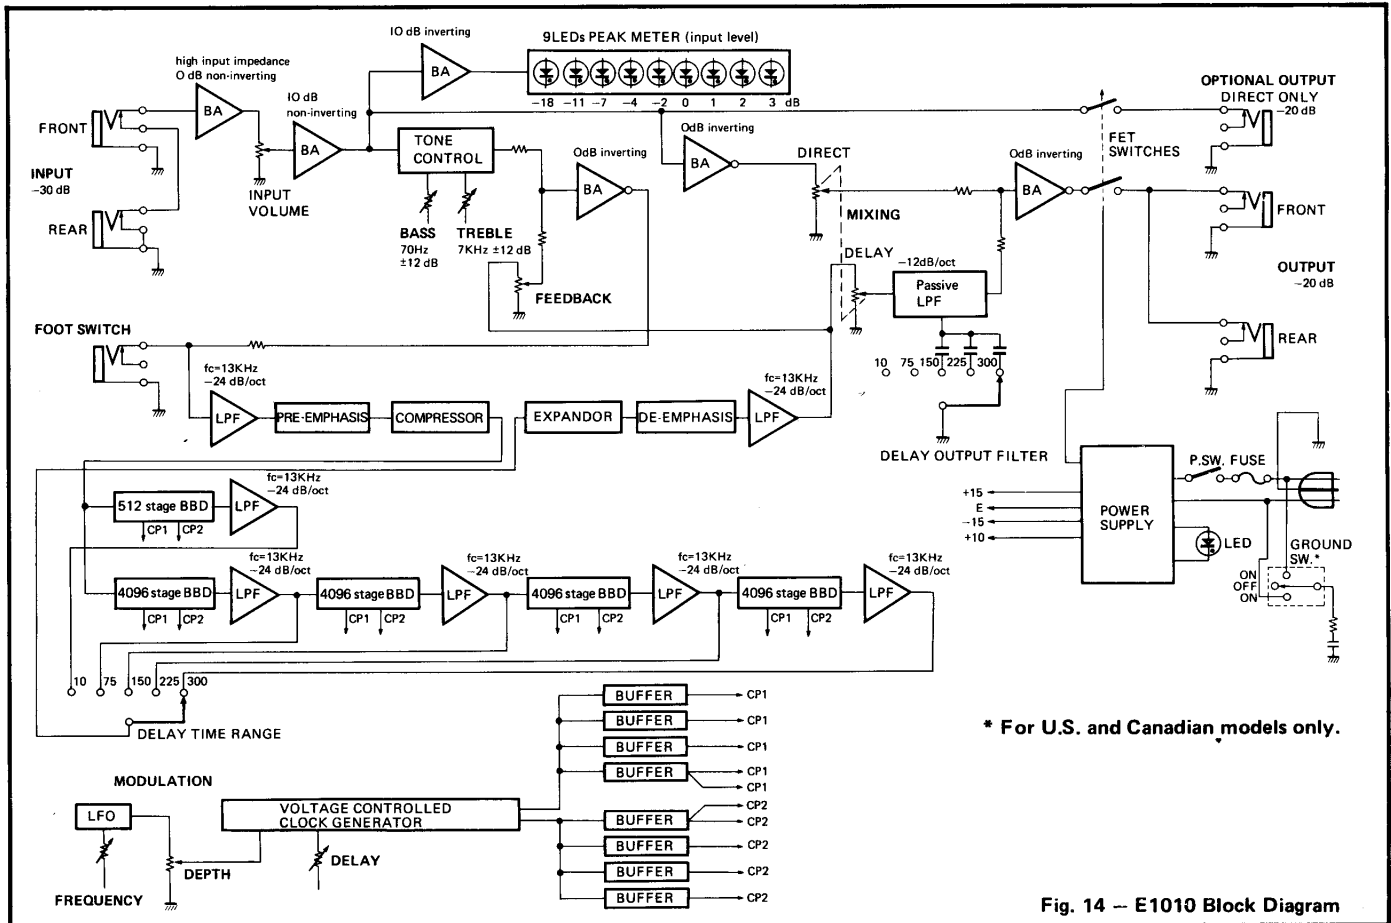 IO dB inverting
9LEDs PEAK METER (input level)
BA
-18 -11 -7 -4 -2 0 1 2 3 dB
high input impedance
O dB non-inverting
BA
IO dB
non-inverting
BA
FRONT
INPUT
-30 dB
REAR
INPUT
VOLUME
TONE
CONTROL
BASS
70Hz
±12 dB
TREBLE
7KHz ±12 dB
OdB inverting
BA
FEEDBACK
OdB inverting
BA
DIRECT
MIXING
DELAY
-12dB/oct
Passive
LPF
OdB inverting
BA
FET
SWITCHES
OPTIONAL OUTPUT
DIRECT ONLY
-20 dB
FRONT
OUTPUT
-20 dB
REAR
10 75 150 225 300
DELAY OUTPUT FILTER
FOOT SWITCH
fc=13KHz
-24 dB/oct
LPF
PRE-EMPHASIS
COMPRESSOR
EXPANDOR
DE-EMPHASIS
fc=13KHz
-24 dB/oct
LPF
512 stage BBD
CP1 CP2
fc=13KHz
-24 dB/oct
LPF
4096 stage BBD
CP1 CP2
fc=13KHz
-24 dB/oct
LPF
4096 stage BBD
CP1 CP2
fc=13KHz
-24 dB/oct
LPF
4096 stage BBD
CP1 CP2
fc=13KHz
-24 dB/oct
LPF
4096 stage BBD
CP1 CP2
fc=13KHz
-24 dB/oct
LPF
10 75 150 225 300
DELAY TIME RANGE
+15
E
-15
+10
POWER
SUPPLY
P.SW. FUSE
LED
GROUND
SW.*
ON
OFF
ON
* For U.S. and Canadian models only.
MODULATION
LFO
FREQUENCY
DEPTH
VOLTAGE CONTROLLED
CLOCK GENERATOR
DELAY
BUFFER CP1
BUFFER CP1
BUFFER CP1
BUFFER CP1
CP1
CP2
BUFFER CP2
BUFFER CP2
BUFFER CP2
BUFFER CP2
Fig. 14 — E1010 Block Diagram